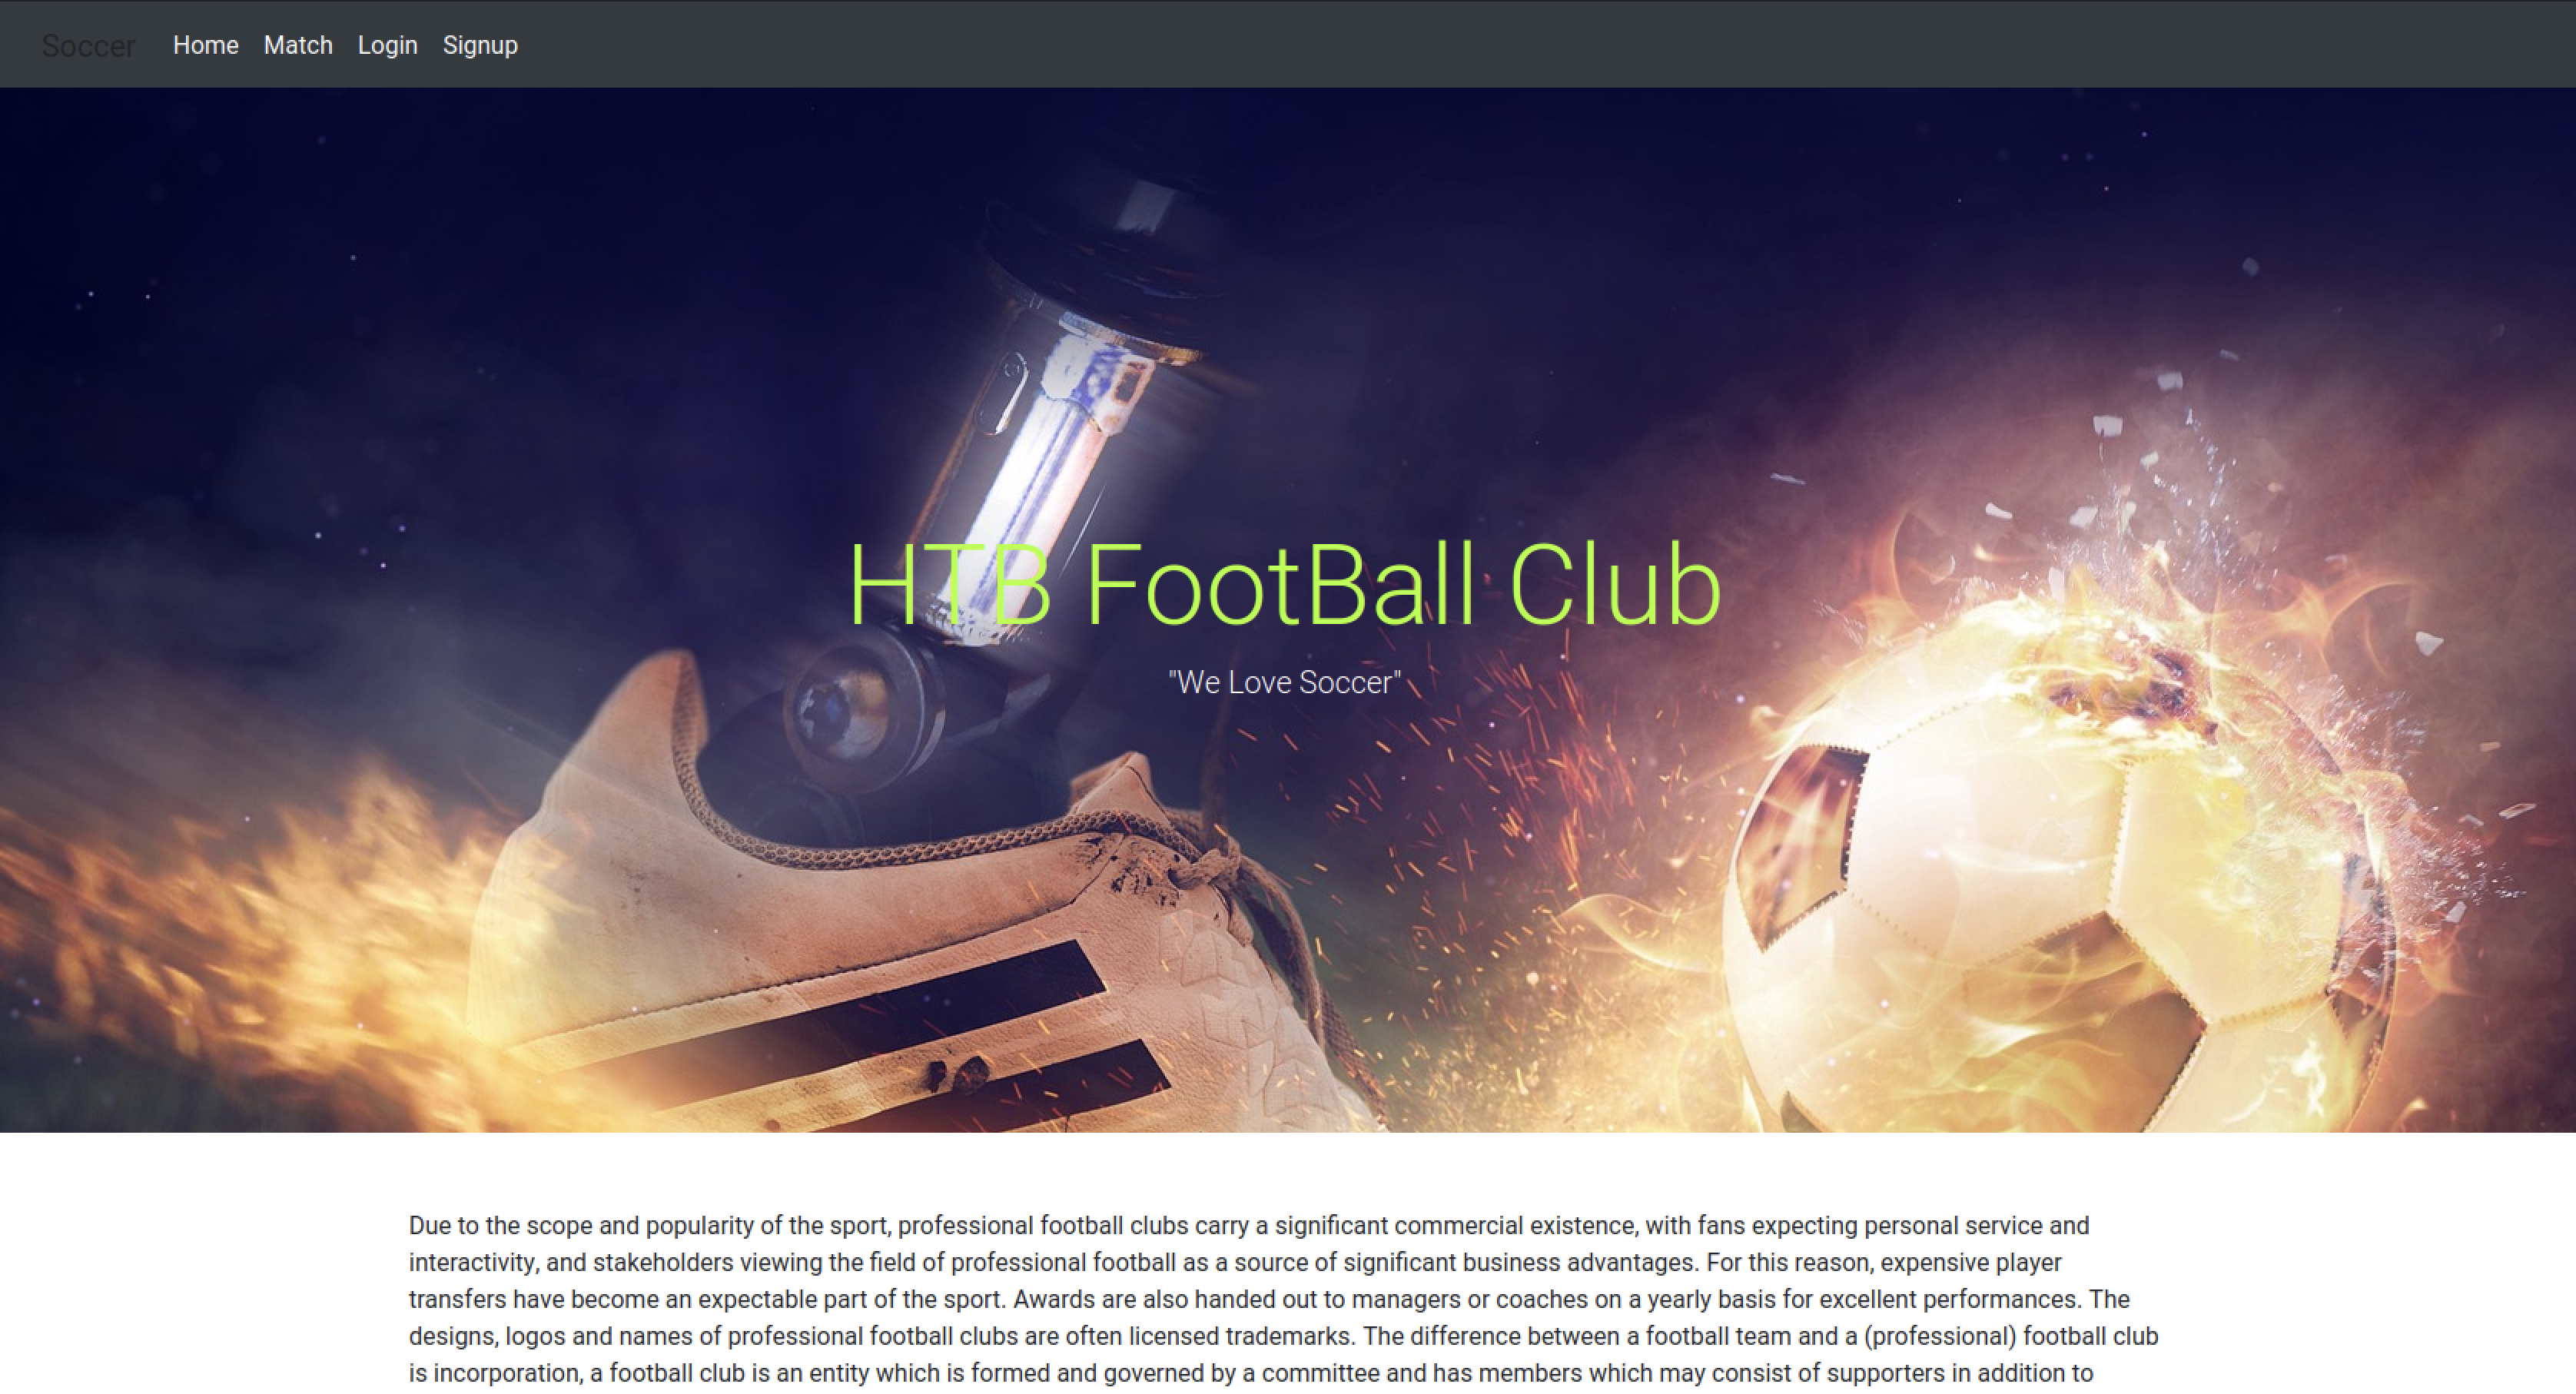 Soccer Home Match Login Signup
HTB FootBall Club
"We Love Soccer"
Due to the scope and popularity of the sport, professional football clubs carry a significant commercial existence, with fans expecting personal service and
interactivity, and stakeholders viewing the field of professional football as a source of significant business advantages. For this reason, expensive player
transfers have become an expectable part of the sport. Awards are also handed out to managers or coaches on a yearly basis for excellent performances. The
designs, logos and names of professional football clubs are often licensed trademarks. The difference between a football team and a (professional) football club
is incorporation, a football club is an entity which is formed and governed by a committee and has members which may consist of supporters in addition to